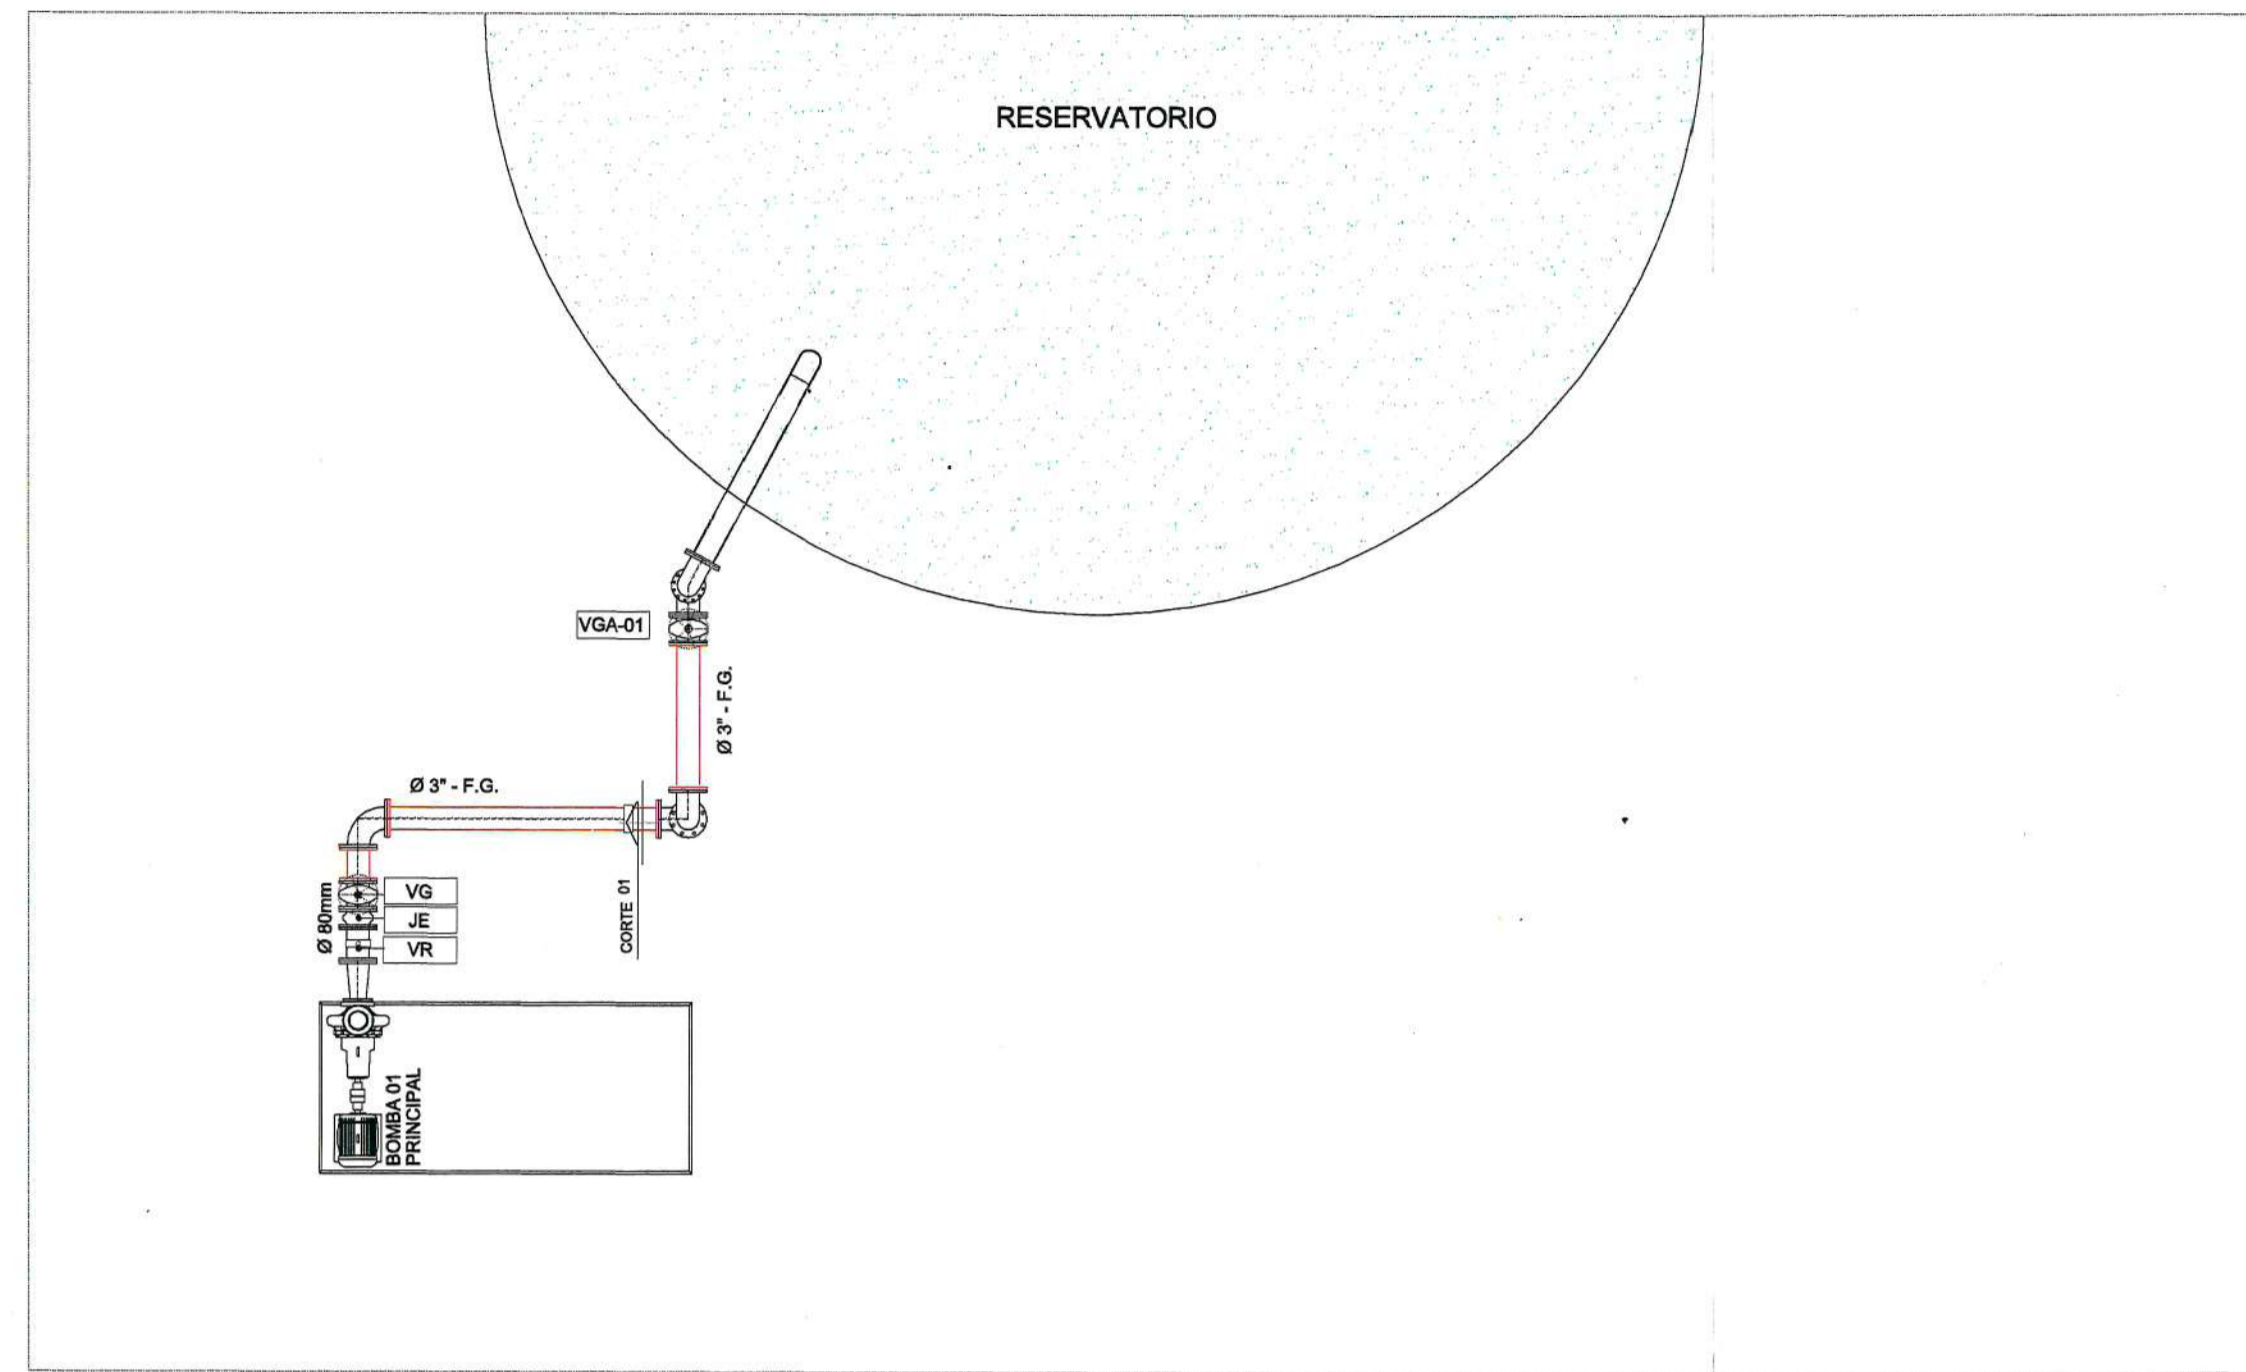 RESERVATORIO
VGA-01
Ø 3" - F.G.
Ø 3" - F.G.
Ø 80mm
VG
JE
VR
CORTE 01
BOMBA 01
PRINCIPAL